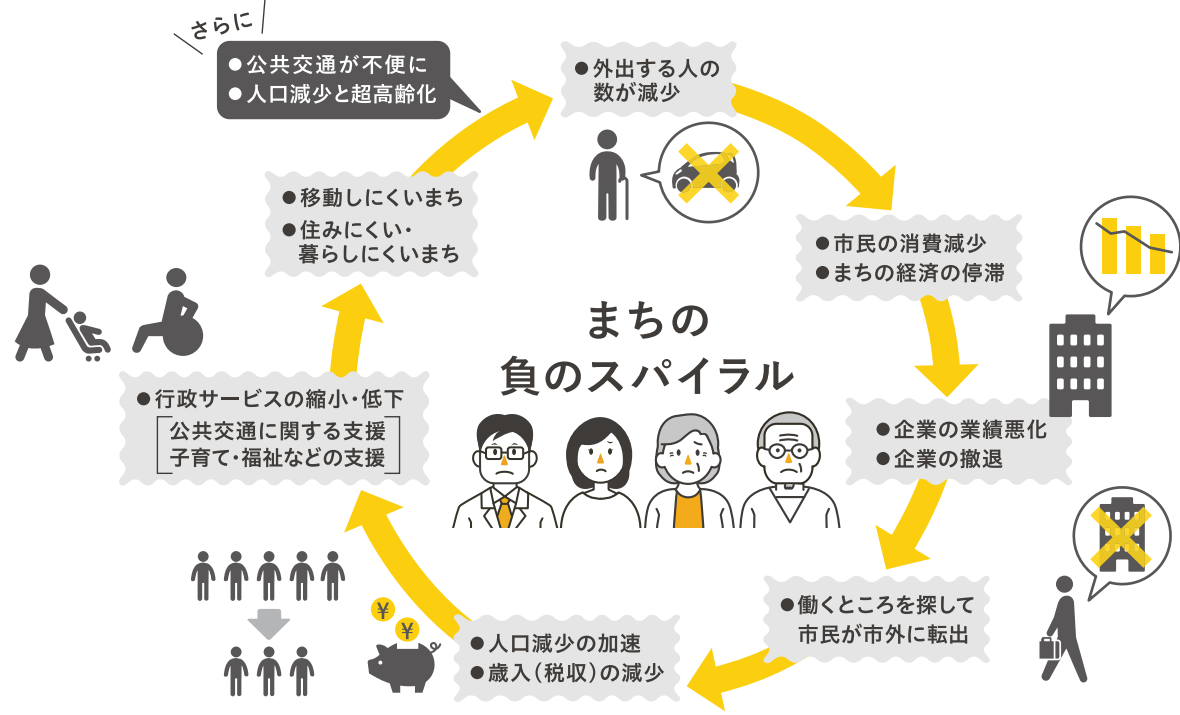 さらに
●公共交通が不便に
●人口減少と超高齢化
●外出する人の
数が減少
●市民の消費減少
●まちの経済の停滞
●企業の業績悪化
●企業の撤退
●働くところを探して
市民が市外に転出
●人口減少の加速
●歳入(税収)の減少
¥
¥
●行政サービスの縮小・低下
[公共交通に関する支援
子育て・福祉などの支援]
●移動しにくいまち
●住みにくい・
暮らしにくいまち
まちの
負のスパイラル